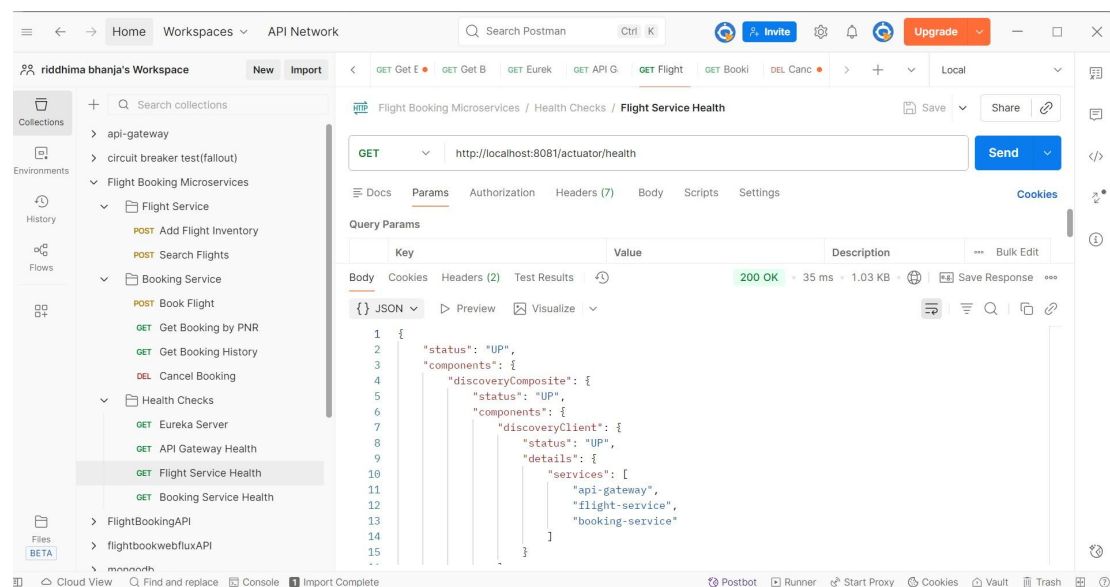 Home Workspaces API Network Search Postman Ctrl K Invite Upgrade
riddhima bhanja's Workspace New Import GET Get E GET Get B GET Eurek GET API G GET Flight GET Booki DEL Canc Local
Collections
Environments
History
Flows
Files
BETA
Search collections
api-gateway
circuit breaker test(fallout)
Flight Booking Microservices
Flight Service
POST Add Flight Inventory
POST Search Flights
Booking Service
POST Book Flight
GET Get Booking by PNR
GET Get Booking History
DEL Cancel Booking
Health Checks
GET Eureka Server
GET API Gateway Health
GET Flight Service Health
GET Booking Service Health
FlightBookingAPI
flightbookwebfluxAPI
mongodb
HTTP Flight Booking Microservices / Health Checks / Flight Service Health Save Share
GET http://localhost:8081/actuator/health Send
Docs Params Authorization Headers (7) Body Scripts Settings Cookies
Query Params
Key Value Description Bulk Edit
Body Cookies Headers (2) Test Results 200 OK 35 ms 1.03 KB e.g. Save Response
{} JSON Preview Visualize
1 {
2 "status": "UP",
3 "components": {
4 "discoveryComposite": {
5 "status": "UP",
6 "components": {
7 "discoveryClient": {
8 "status": "UP",
9 "details": {
10 "services": [
11 "api-gateway",
12 "flight-service",
13 "booking-service"
14 ]
15 }
Cloud View Find and replace Console 1 Import Complete Postbot Runner Start Proxy Cookies Vault Trash